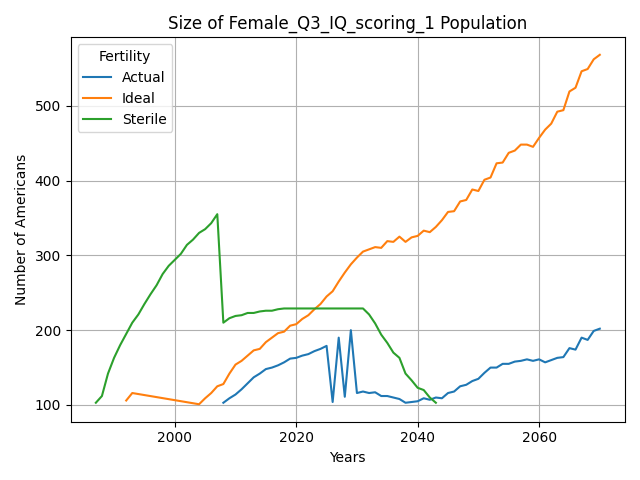 Size of Female_Q3_IQ_scoring_1 Population
Fertility
Actual
Ideal
Sterile
Number of Americans
500
400
300
200
100
2000
2020
2040
2060
Years